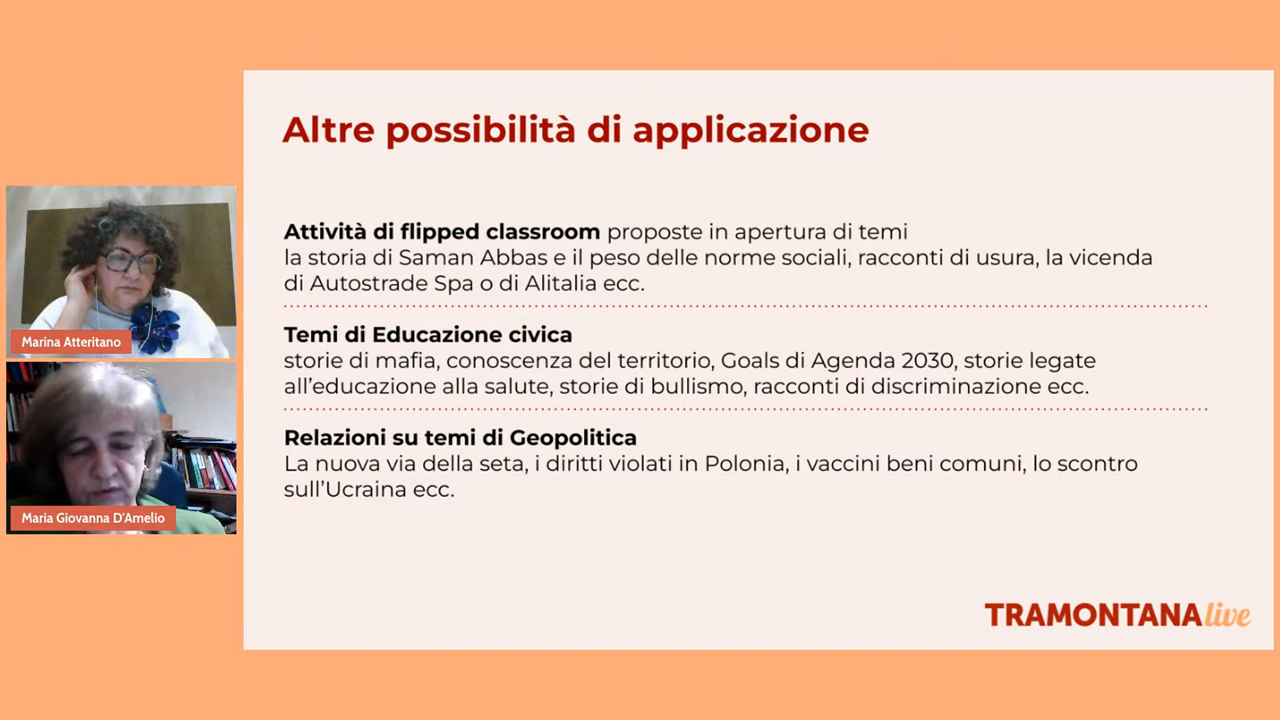 Altre possibilità di applicazione
Attività di flipped classroom proposte in apertura di temi
la storia di Saman Abbas e il peso delle norme sociali, racconti di usura, la vicenda
di Autostrade Spa o di Alitalia ecc.
Temi di Educazione civica
storie di mafia, conoscenza del territorio, Goals di Agenda 2030, storie legate
all'educazione alla salute, storie di bullismo, racconti di discriminazione ecc.
Relazioni su temi di Geopolitica
La nuova via della seta, i diritti violati in Polonia, i vaccini beni comuni, lo scontro
sull'Ucraina ecc.
Marina Atteritano
Maria Giovanna D'Amelio
TRAMONTANA live